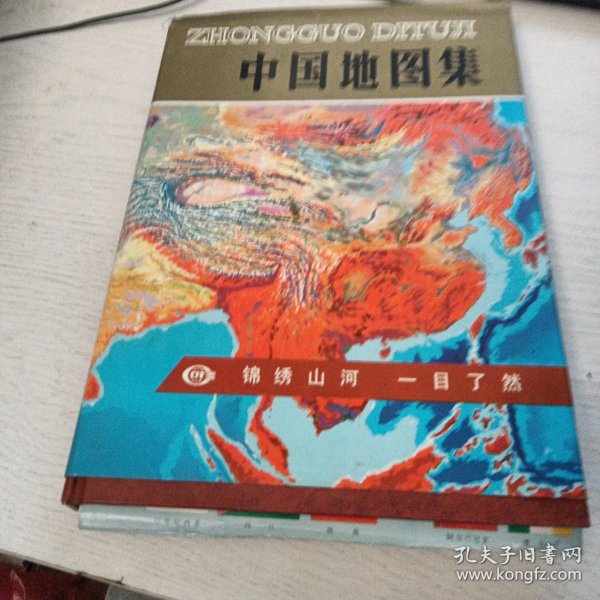 ZHONGGUO DITUJI
中国地图集
锦绣山河 一目了然
孔夫子旧书网
www.kongfz.com